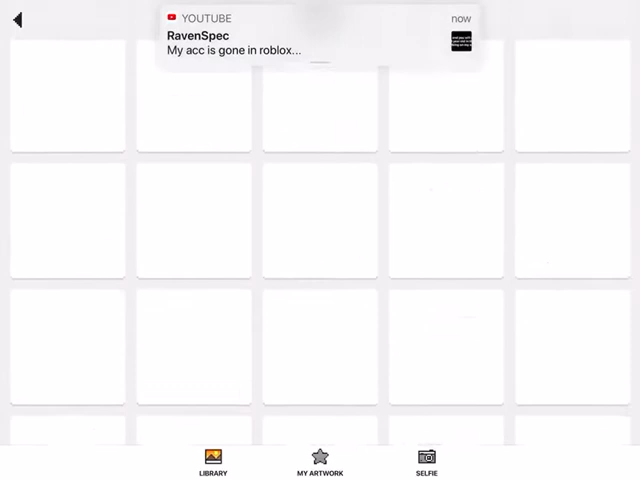 YOUTUBE
now
RavenSpec
My acc is gone in roblox...
LIBRARY
MY ARTWORK
SELFIE